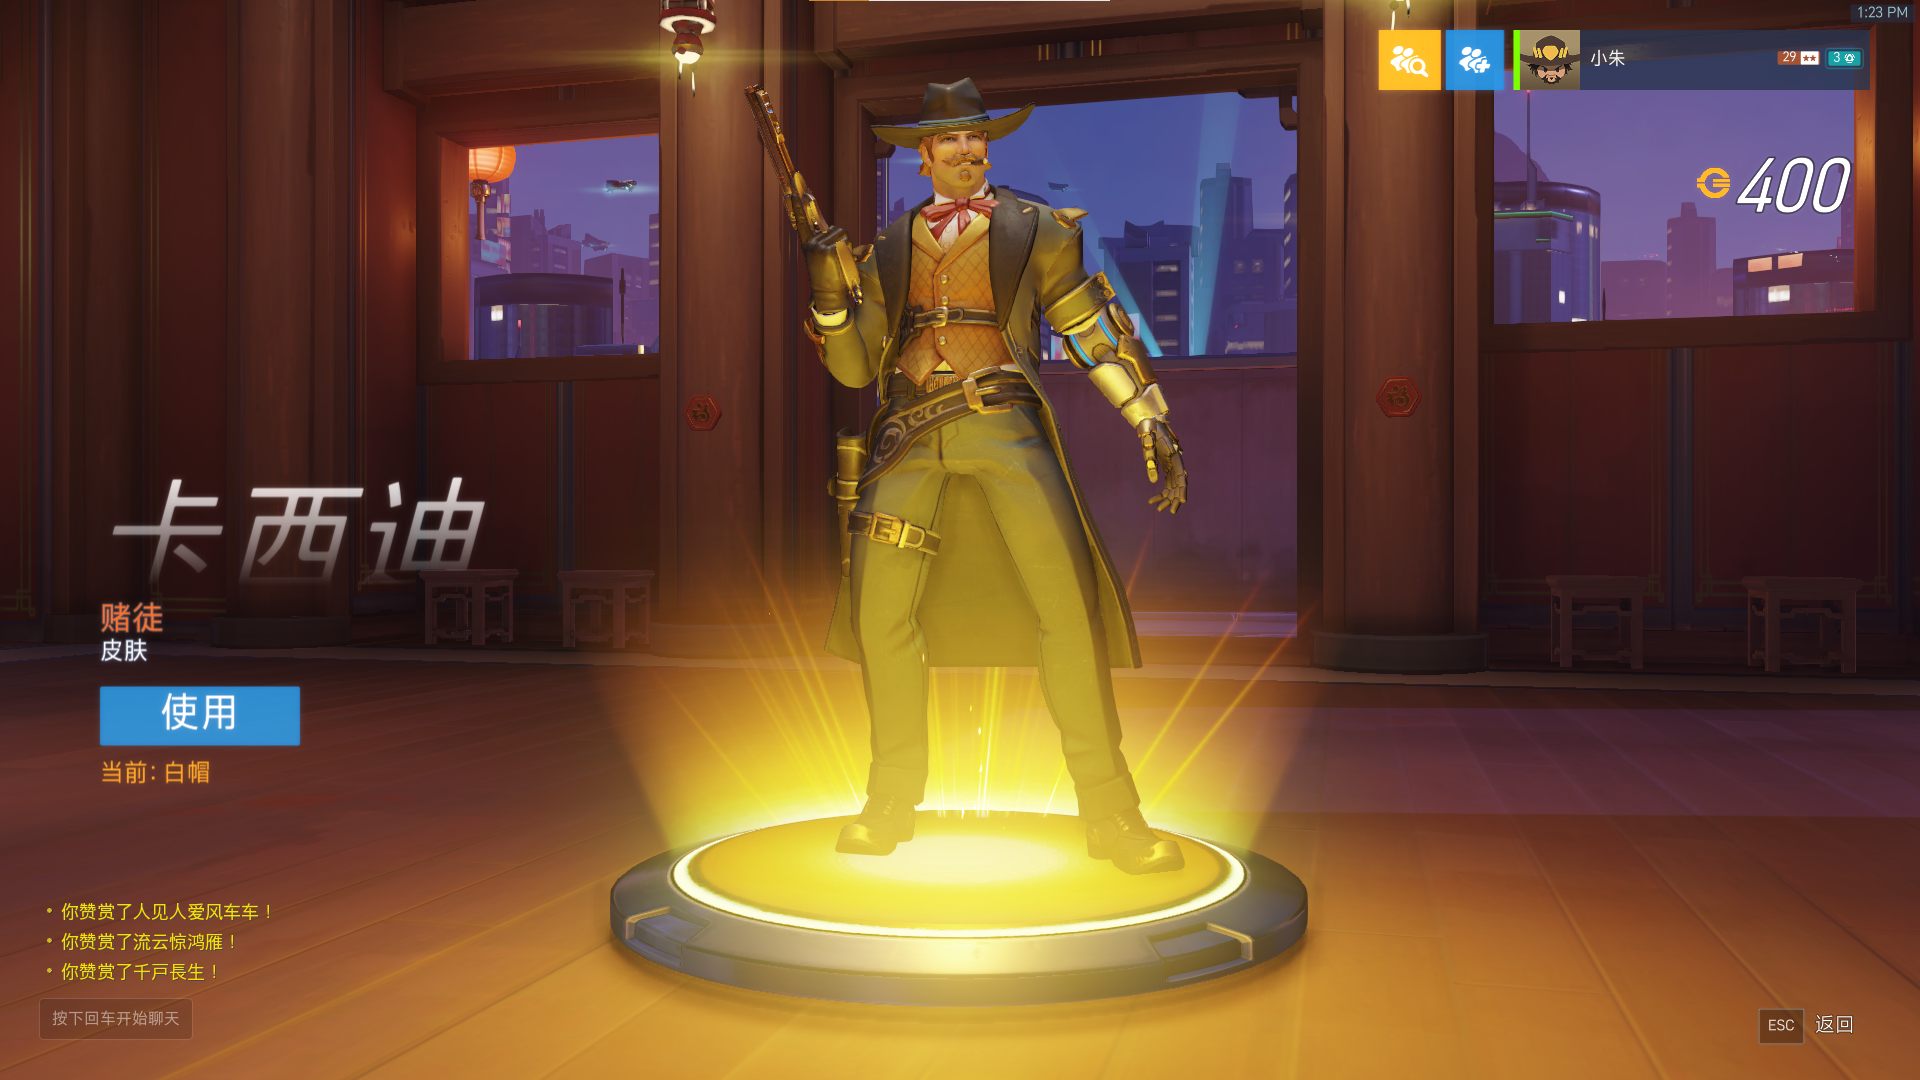 1:23 PM
小朱
29
3
400
卡西迪
赌徒
皮肤
使用
当前: 白帽
• 你赞赏了人见人爱风车车！
• 你赞赏了流云惊鸿雁！
• 你赞赏了千戸長生！
按下回车开始聊天
ESC 返回